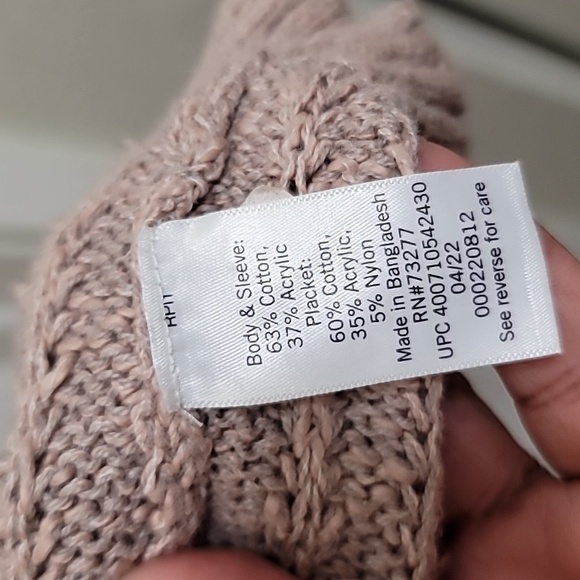 Body & Sleeve:
63% Cotton,
37% Acrylic
Placket:
60% Cotton,
35% Acrylic,
5% Nylon
Made in Bangladesh
RN#73277
UPC 400710542430
04/22
000220812
See reverse for care